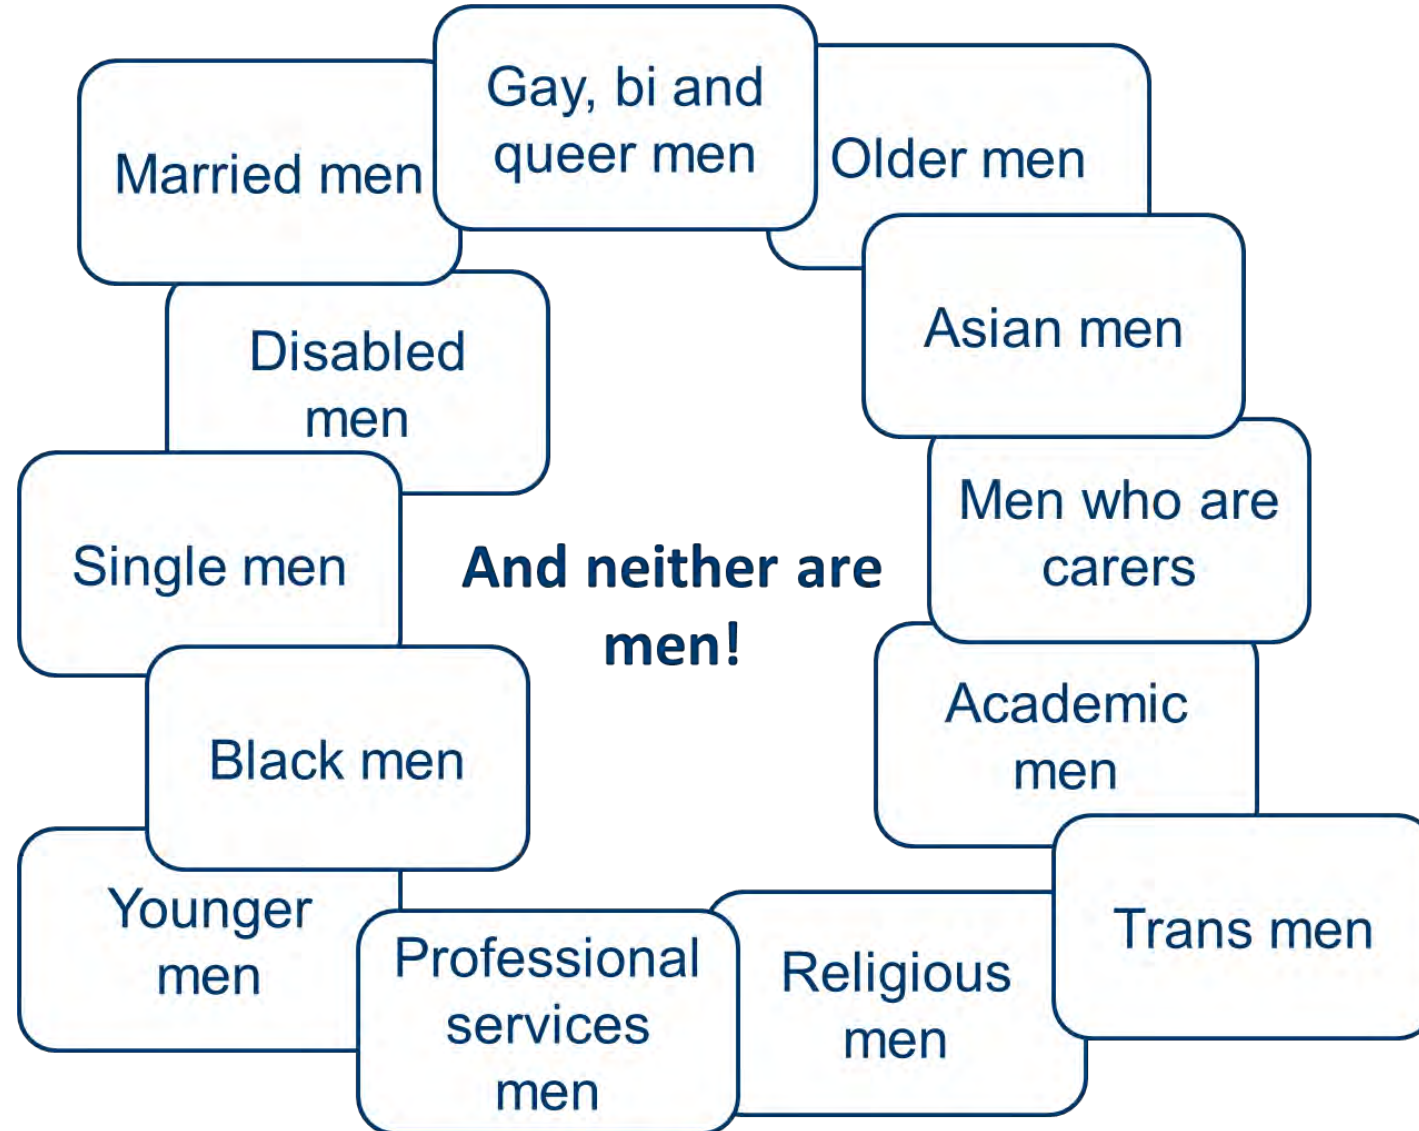 Gay, bi and
queer men
Married men
Older men
Asian men
Disabled
men
Men who are
carers
Single men
And neither are
men!
Academic
men
Black men
Younger
men
Trans men
Professional
services
men
Religious
men